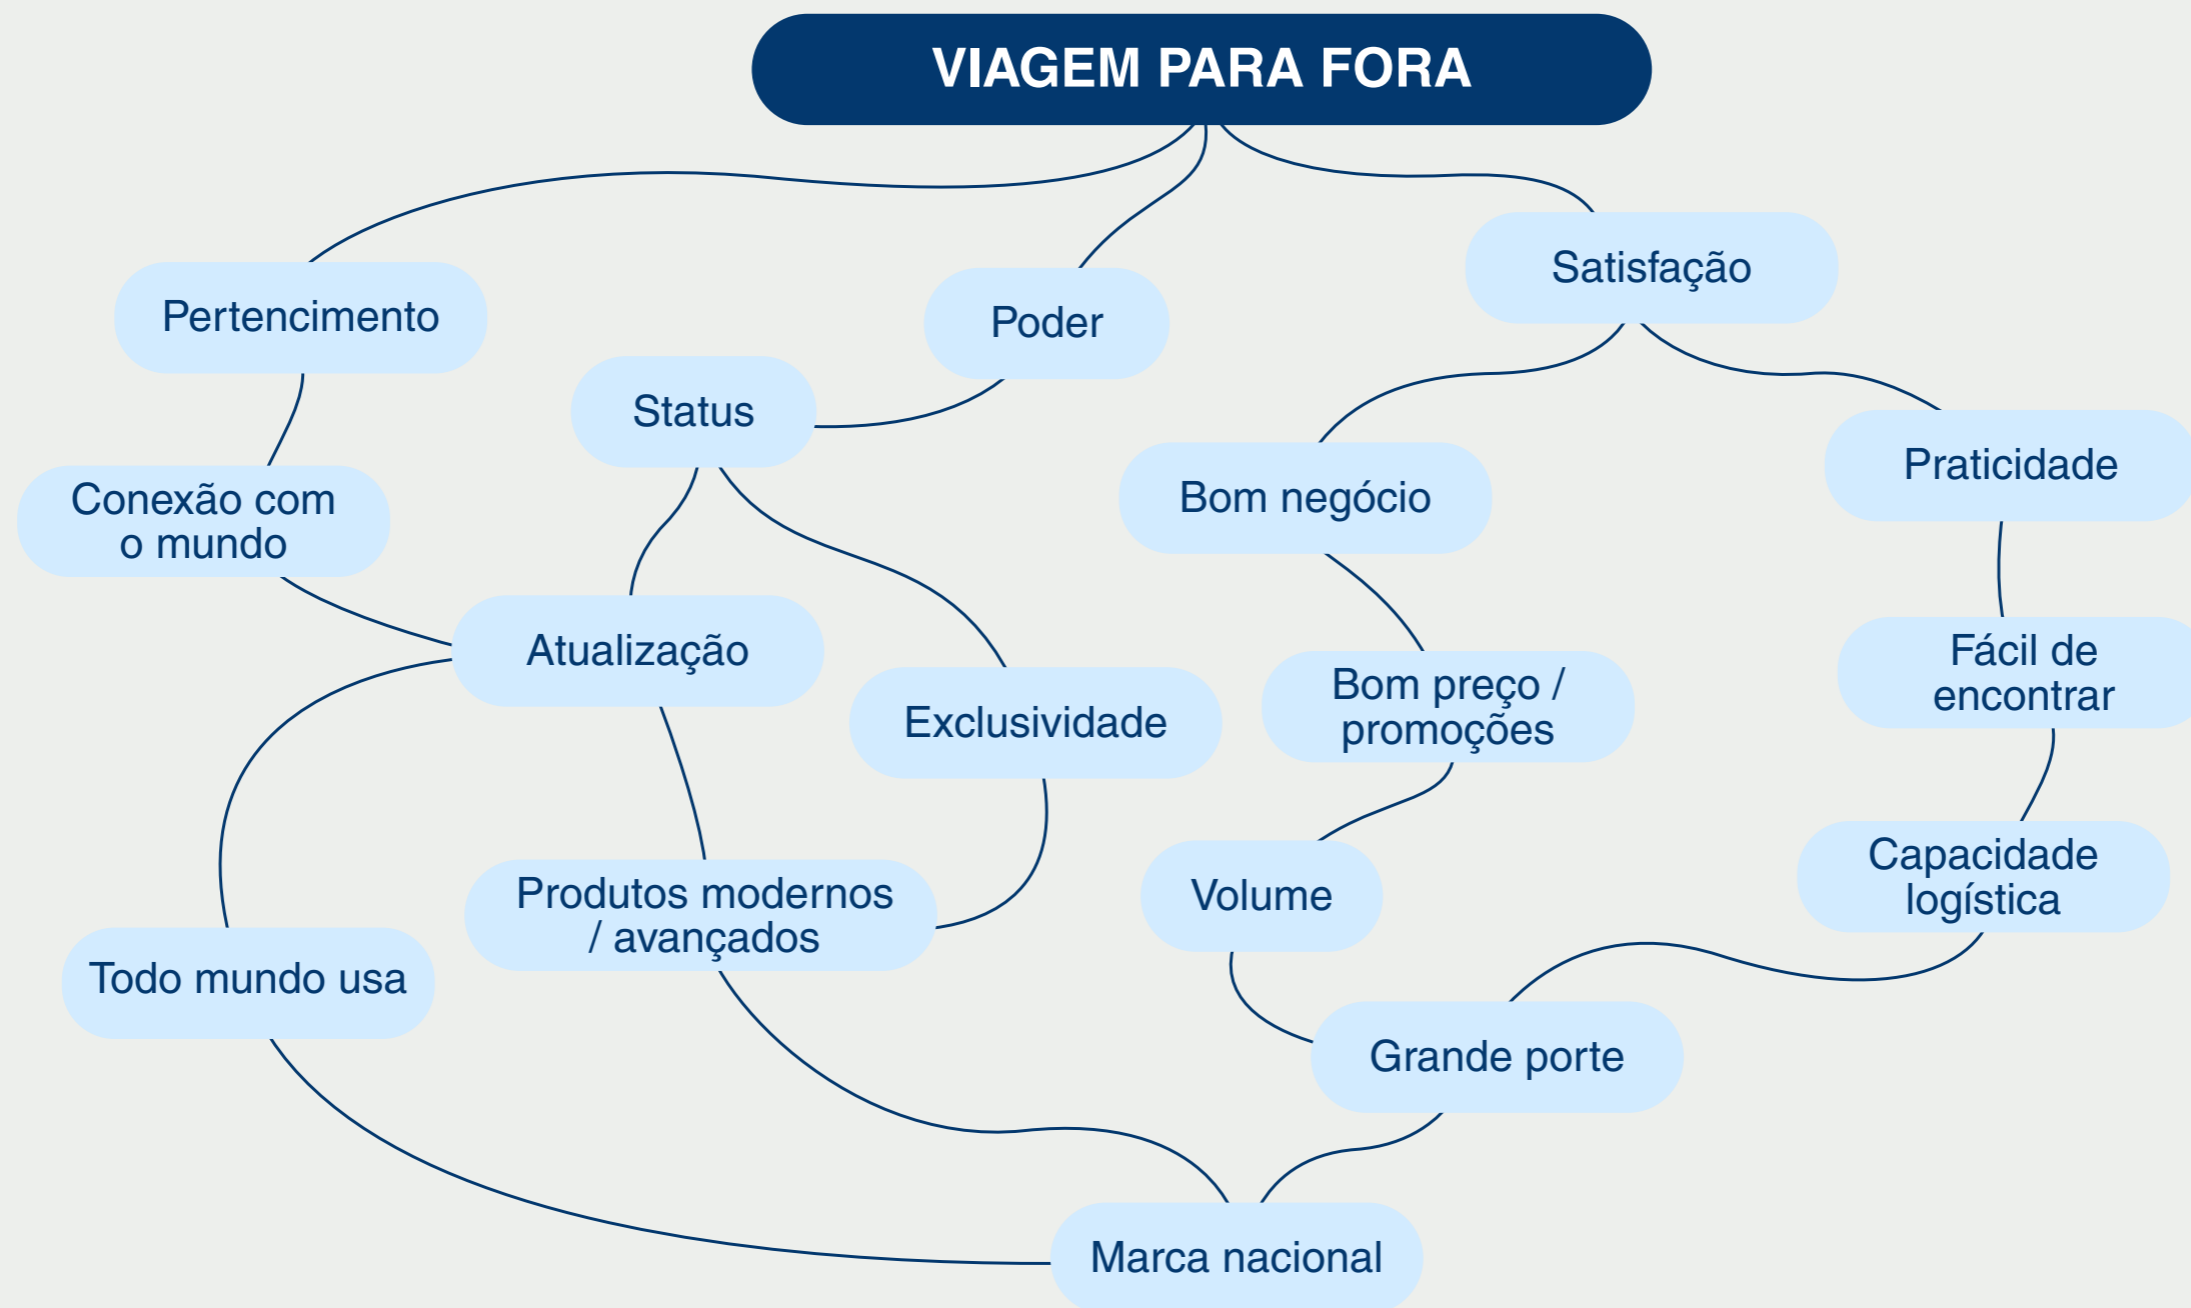 VIAGEM PARA FORA
Satisfação
Pertencimento
Poder
Status
Praticidade
Bom negócio
Conexão com
o mundo
Atualização
Fácil de
encontrar
Bom preço /
promoções
Exclusividade
Capacidade
logística
Volume
Produtos modernos
/ avançados
Todo mundo usa
Grande porte
Marca nacional